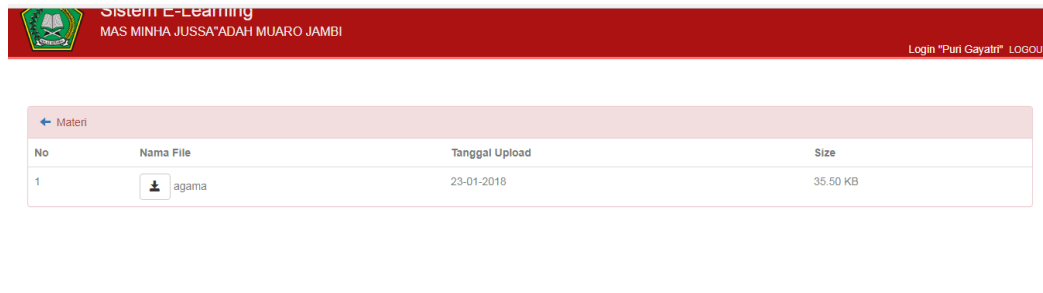 Sistem E-Learning
MAS MINHA JUSSA"ADAH MUARO JAMBI
Login "Puri Gayatri" LOGOU
Materi
No Nama File Tanggal Upload Size
1 agama 23-01-2018 35.50 KB